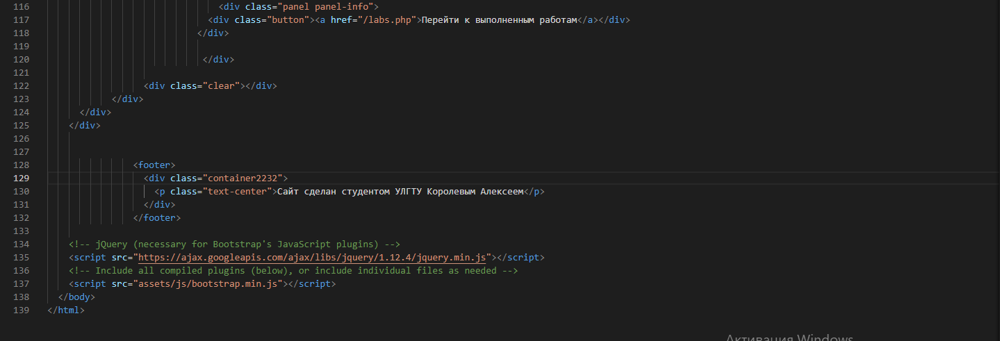 116 <div class="panel panel-info">
117 <div class="button"><a href="/labs.php">Перейти к выполненным работам</a></div>
118 </div>
119
120 </div>
121
122 <div class="clear"></div>
123 </div>
124 </div>
125 </div>
126
127
128 <footer>
129 <div class="container2232">
130 <p class="text-center">Сайт сделан студентом УЛГТУ Королевым Алексеем</p>
131 </div>
132 </footer>
133
134 <!-- jQuery (necessary for Bootstrap's JavaScript plugins) -->
135 <script src="https://ajax.googleapis.com/ajax/libs/jquery/1.12.4/jquery.min.js"></script>
136 <!-- Include all compiled plugins (below), or include individual files as needed -->
137 <script src="assets/js/bootstrap.min.js"></script>
138 </body>
139 </html>
Активация Windows